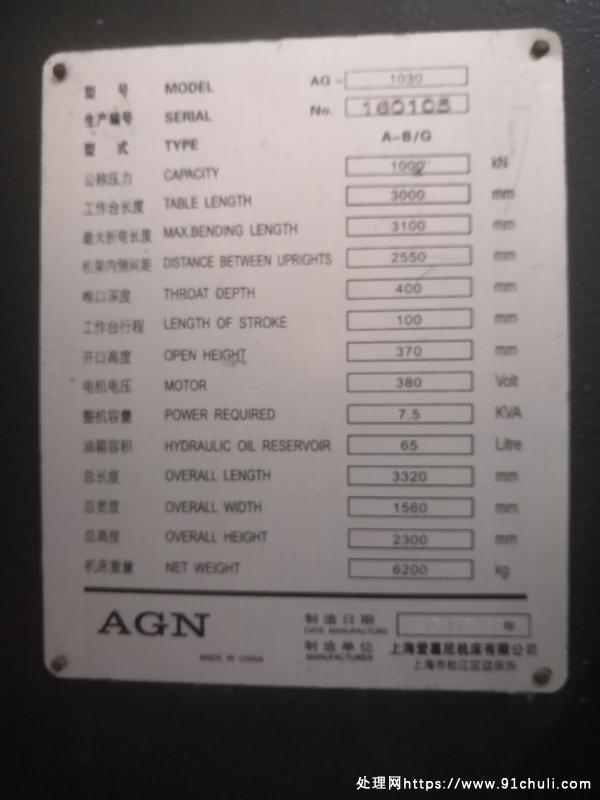 型 号 MODEL AG - 1030
生产编号 SERIAL No. 160105
型 式 TYPE A-B/G
公称压力 CAPACITY 1000 kN
工作台长度 TABLE LENGTH 3000 mm
最大折弯长度 MAX.BENDING LENGTH 3100 mm
机架内侧间距 DISTANCE BETWEEN UPRIGHTS 2550 mm
喉口深度 THROAT DEPTH 400 mm
工作台行程 LENGTH OF STROKE 100 mm
开口高度 OPEN HEIGHT 370 mm
电机电压 MOTOR 380 Volt
整机容量 POWER REQUIRED 7.5 KVA
油箱容积 HYDRAULIC OIL RESERVOIR 65 Litre
总长度 OVERALL LENGTH 3320 mm
总宽度 OVERALL WIDTH 1560 mm
总高度 OVERALL HEIGHT 2300 mm
机床重量 NET WEIGHT 6200 kg
AGN
MADE IN CHINA
制造日期 年
DATE MANUFACTURE
制造单位 上海爱嘉尼机床有限公司
MANUFACTURER 上海市松江区
处理网https://www.91chuli.com/